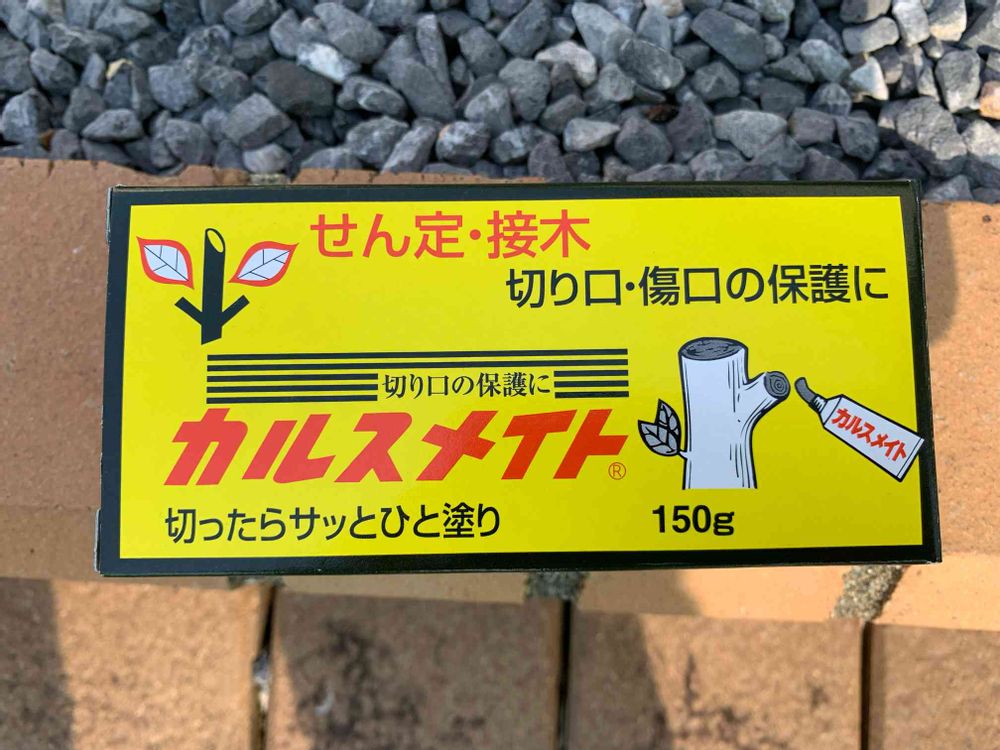 せん定・接木
切り口・傷口の保護に
切り口の保護に
カルスメイト®
カルスメイト
切ったらサッとひと塗り
150g